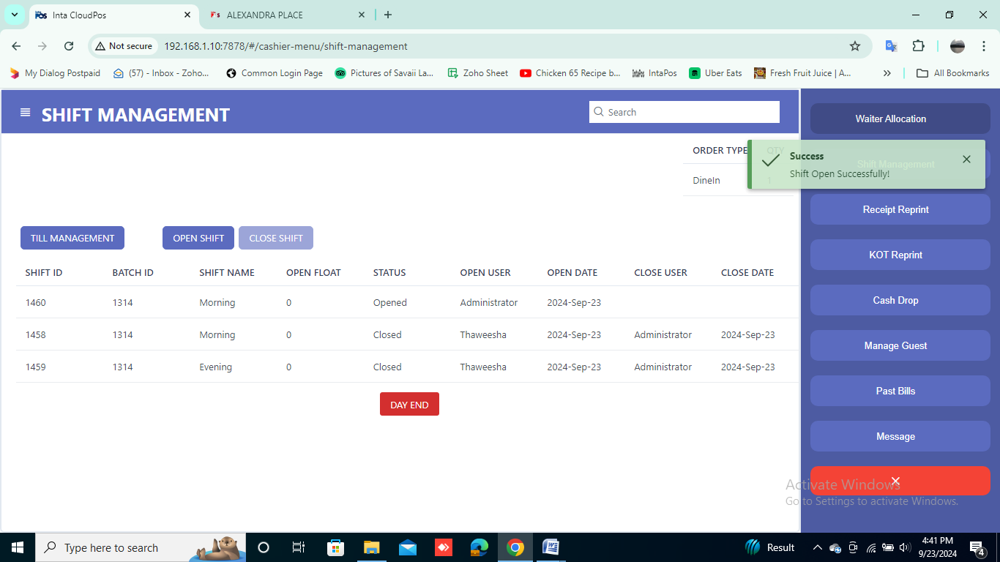 Inta CloudPos
ALEXANDRA PLACE
Not secure 192.168.1.10:7878/#/cashier-menu/shift-management
My Dialog Postpaid (57) - Inbox - Zoho... Common Login Page Pictures of Savaii La... Zoho Sheet Chicken 65 Recipe b... IntaPos Uber Eats Fresh Fruit Juice | A... All Bookmarks
SHIFT MANAGEMENT
Search
ORDER TYPE QTY
DineIn 1
TILL MANAGEMENT OPEN SHIFT CLOSE SHIFT
SHIFT ID BATCH ID SHIFT NAME OPEN FLOAT STATUS OPEN USER OPEN DATE CLOSE USER CLOSE DATE
1460 1314 Morning 0 Opened Administrator 2024-Sep-23
1458 1314 Morning 0 Closed Thaweesha 2024-Sep-23 Administrator 2024-Sep-23
1459 1314 Evening 0 Closed Thaweesha 2024-Sep-23 Administrator 2024-Sep-23
DAY END
Waiter Allocation
Success
Shift Management
Shift Open Successfully!
Receipt Reprint
KOT Reprint
Cash Drop
Manage Guest
Past Bills
Message
Activate Windows
Go to Settings to activate Windows.
Type here to search
Result
4:41 PM
9/23/2024
4